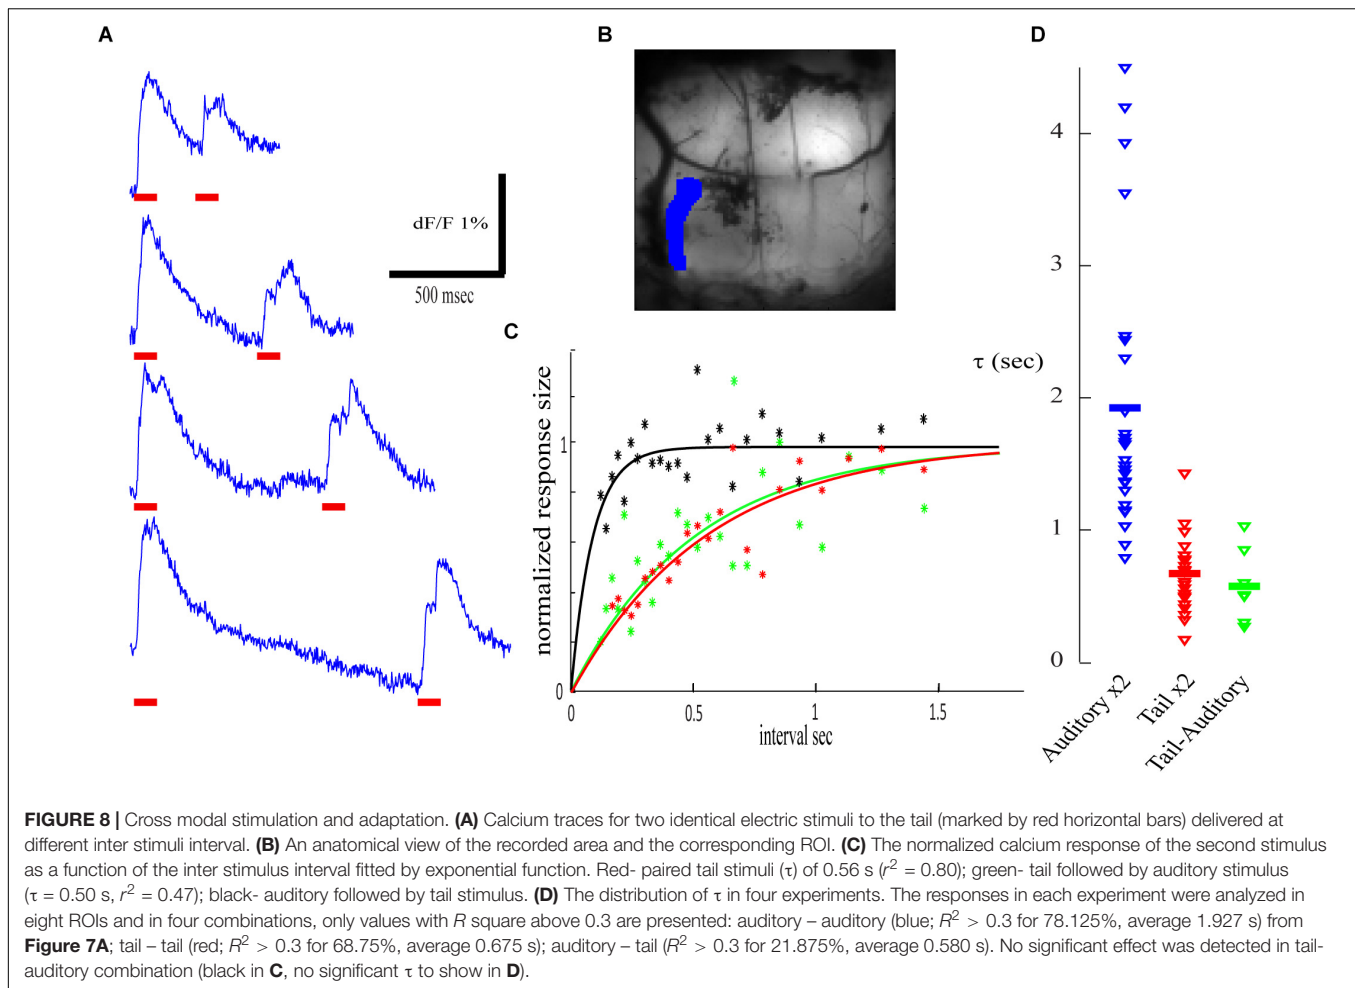 A
B
D
dF/F 1%
500 msec
C
τ (sec)
normalized response size
1
0
0
0.5
1
1.5
interval sec
4
3
2
1
0
Auditory x2
Tail x2
Tail-Auditory
FIGURE 8 | Cross modal stimulation and adaptation. (A) Calcium traces for two identical electric stimuli to the tail (marked by red horizontal bars) delivered at
different inter stimuli interval. (B) An anatomical view of the recorded area and the corresponding ROI. (C) The normalized calcium response of the second stimulus
as a function of the inter stimulus interval fitted by exponential function. Red- paired tail stimuli (τ) of 0.56 s (r² = 0.80); green- tail followed by auditory stimulus
(τ = 0.50 s, r² = 0.47); black- auditory followed by tail stimulus. (D) The distribution of τ in four experiments. The responses in each experiment were analyzed in
eight ROIs and in four combinations, only values with R square above 0.3 are presented: auditory – auditory (blue; R² > 0.3 for 78.125%, average 1.927 s) from
Figure 7A; tail – tail (red; R² > 0.3 for 68.75%, average 0.675 s); auditory – tail (R² > 0.3 for 21.875%, average 0.580 s). No significant effect was detected in tail-
auditory combination (black in C, no significant τ to show in D).